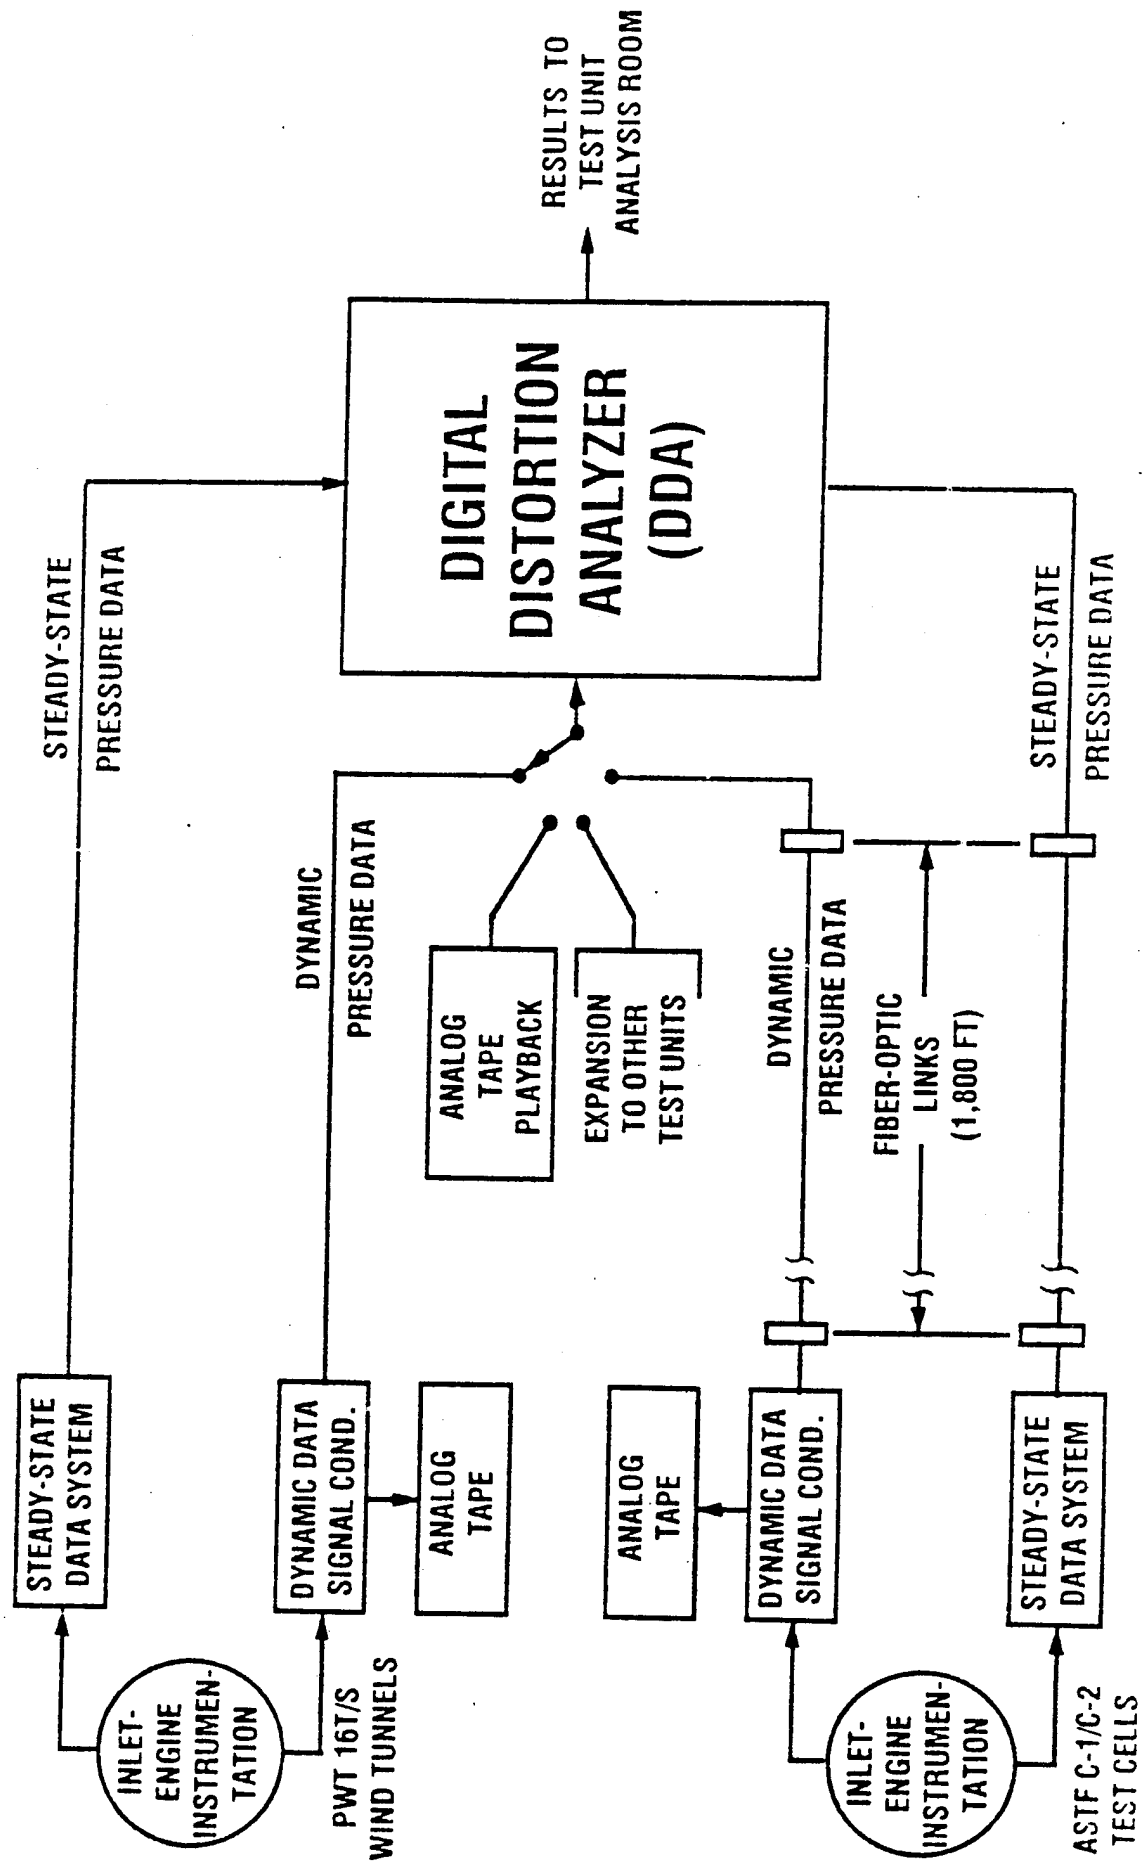 INLET-
ENGINE
INSTRUMEN-
TATION
PWT 16T/S
WIND TUNNELS
STEADY-STATE
DATA SYSTEM
DYNAMIC DATA
SIGNAL COND.
ANALOG
TAPE
STEADY-STATE
PRESSURE DATA
DYNAMIC
PRESSURE DATA
ANALOG
TAPE
PLAYBACK
EXPANSION
TO OTHER
TEST UNITS
DIGITAL
DISTORTION
ANALYZER
(DDA)
RESULTS TO
TEST UNIT
ANALYSIS ROOM
INLET-
ENGINE
INSTRUMEN-
TATION
ASTF C-1/C-2
TEST CELLS
ANALOG
TAPE
DYNAMIC DATA
SIGNAL COND.
STEADY-STATE
DATA SYSTEM
DYNAMIC
PRESSURE DATA
FIBER-OPTIC
LINKS
(1,800 FT)
STEADY-STATE
PRESSURE DATA